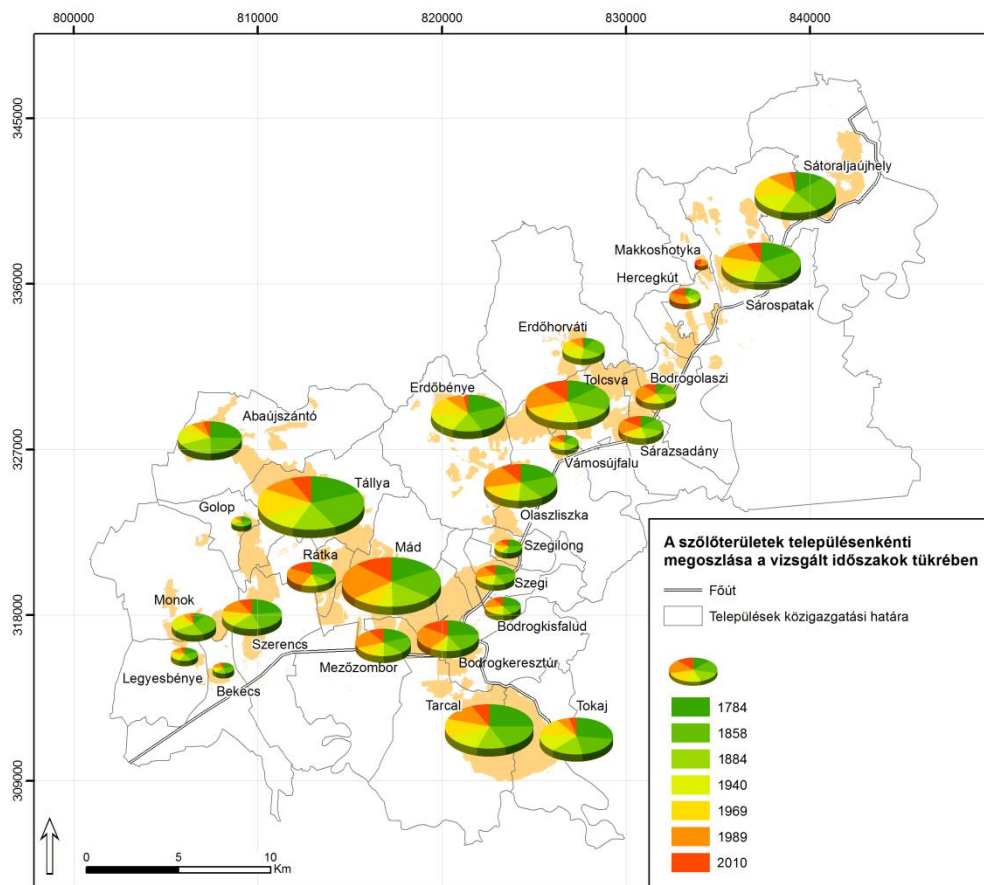 800000 810000 820000 830000 840000
345000
336000
327000
318000
309000
Sátoraljaújhely
Makkoshotyka
Hercegkút
Sárospatak
Erdőhorváti
Tolcsva
Bodrogolaszi
Erdőbénye
Abaújszántó
Sárazsadány
Vámosújfalu
Tállya
Olaszliszka
Golop
Szegilong
Rátka
Mád
Szegi
Monok
Bodrogkisfalud
Szerencs
Legyesbénye
Mezőzombor
Bodrogkeresztúr
Bekecs
Tarcal
Tokaj
A szőlőterületek településenkénti
megoszlása a vizsgált időszakok tükrében
Főút
Települések közigazgatási határa
1784
1858
1884
1940
1969
1989
2010
0 5 10
Km